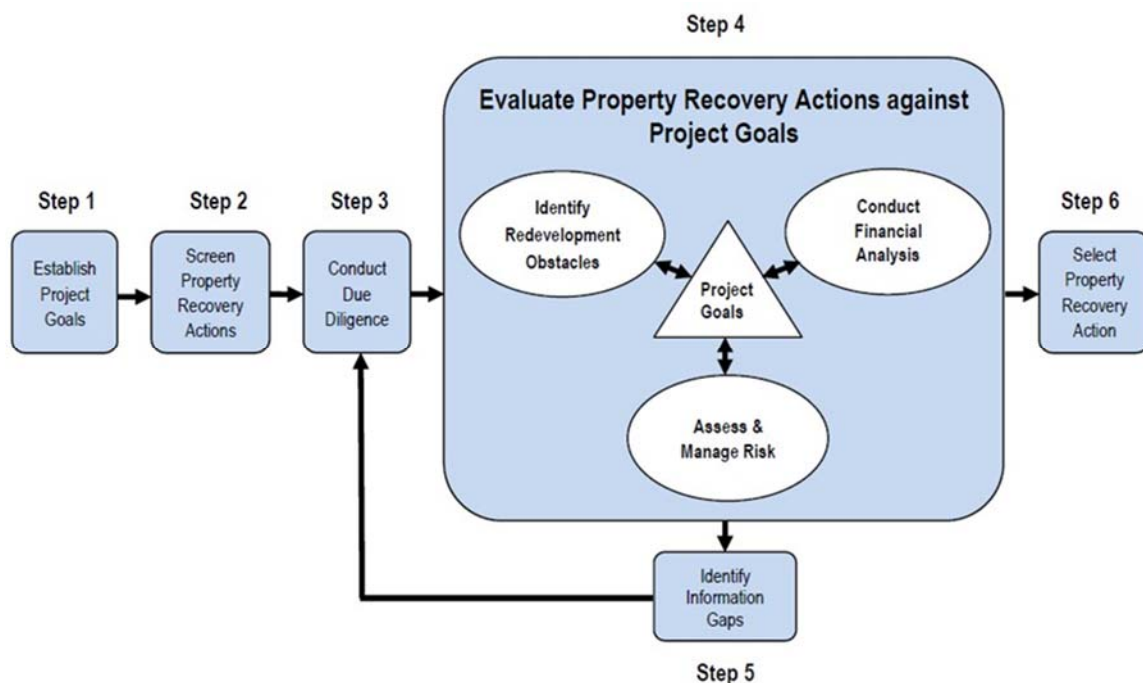 Step 4
Evaluate Property Recovery Actions against
Project Goals
Step 1
Establish
Project
Goals
Step 2
Screen
Property
Recovery
Actions
Step 3
Conduct
Due
Diligence
Identify
Redevelopment
Obstacles
Conduct
Financial
Analysis
Project
Goals
Assess &
Manage Risk
Step 6
Select
Property
Recovery
Action
Identify
Information
Gaps
Step 5